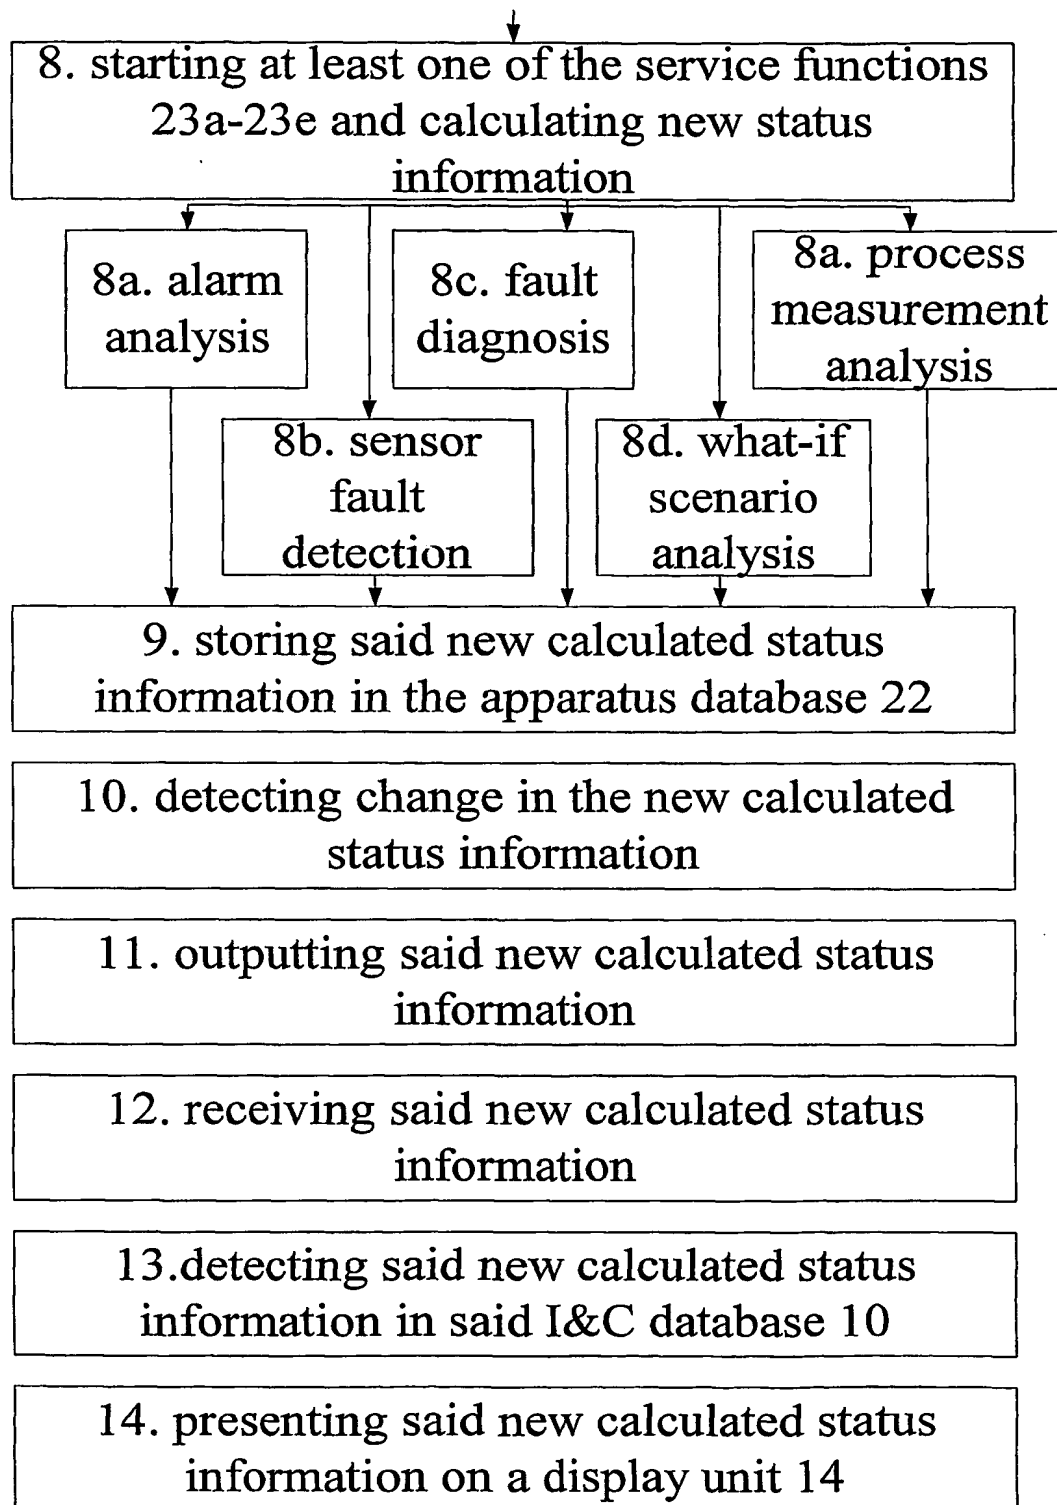 8. starting at least one of the service functions
23a-23e and calculating new status
information
8a. alarm
analysis
8c. fault
diagnosis
8a. process
measurement
analysis
8b. sensor
fault
detection
8d. what-if
scenario
analysis
9. storing said new calculated status
information in the apparatus database 22
10. detecting change in the new calculated
status information
11. outputting said new calculated status
information
12. receiving said new calculated status
information
13.detecting said new calculated status
information in said I&C database 10
14. presenting said new calculated status
information on a display unit 14